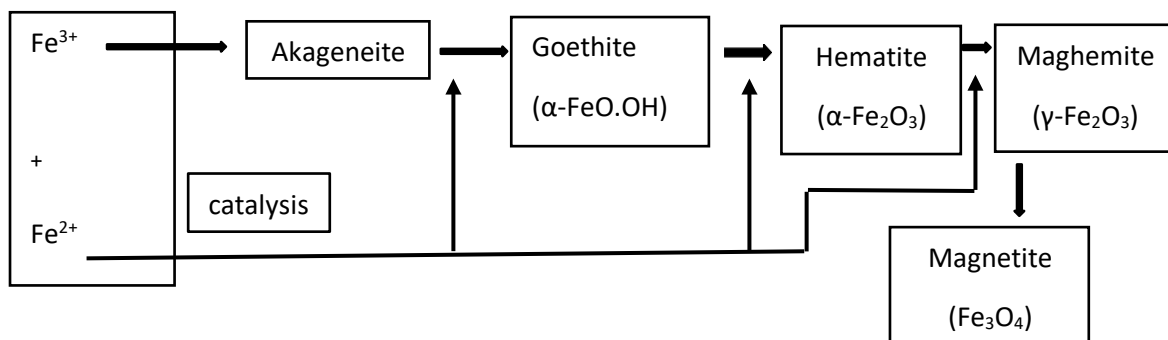 Fe³⁺
+
Fe²⁺
catalysis
Akageneite
Goethite
(α-FeO.OH)
Hematite
(α-Fe₂O₃)
Maghemite
(γ-Fe₂O₃)
Magnetite
(Fe₃O₄)